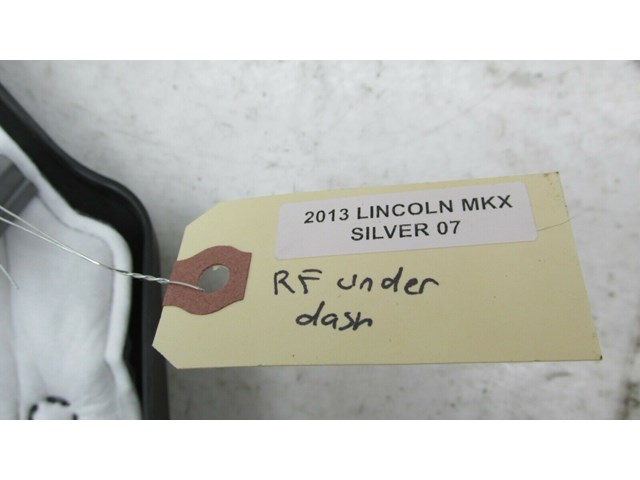 2013 LINCOLN MKX
SILVER 07
RF under
dash